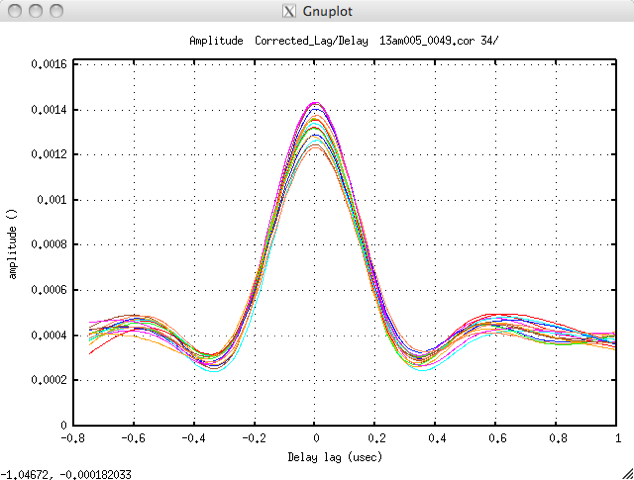 Gnuplot
Amplitude Corrected_Lag/Delay 13am005_0049.cor 34/
0.0016
0.0014
0.0012
0.001
0.0008
0.0006
0.0004
0.0002
0
amplitude ()
-0.8 -0.6 -0.4 -0.2 0 0.2 0.4 0.6 0.8 1
Delay lag (usec)
-1.04672, -0.000182033